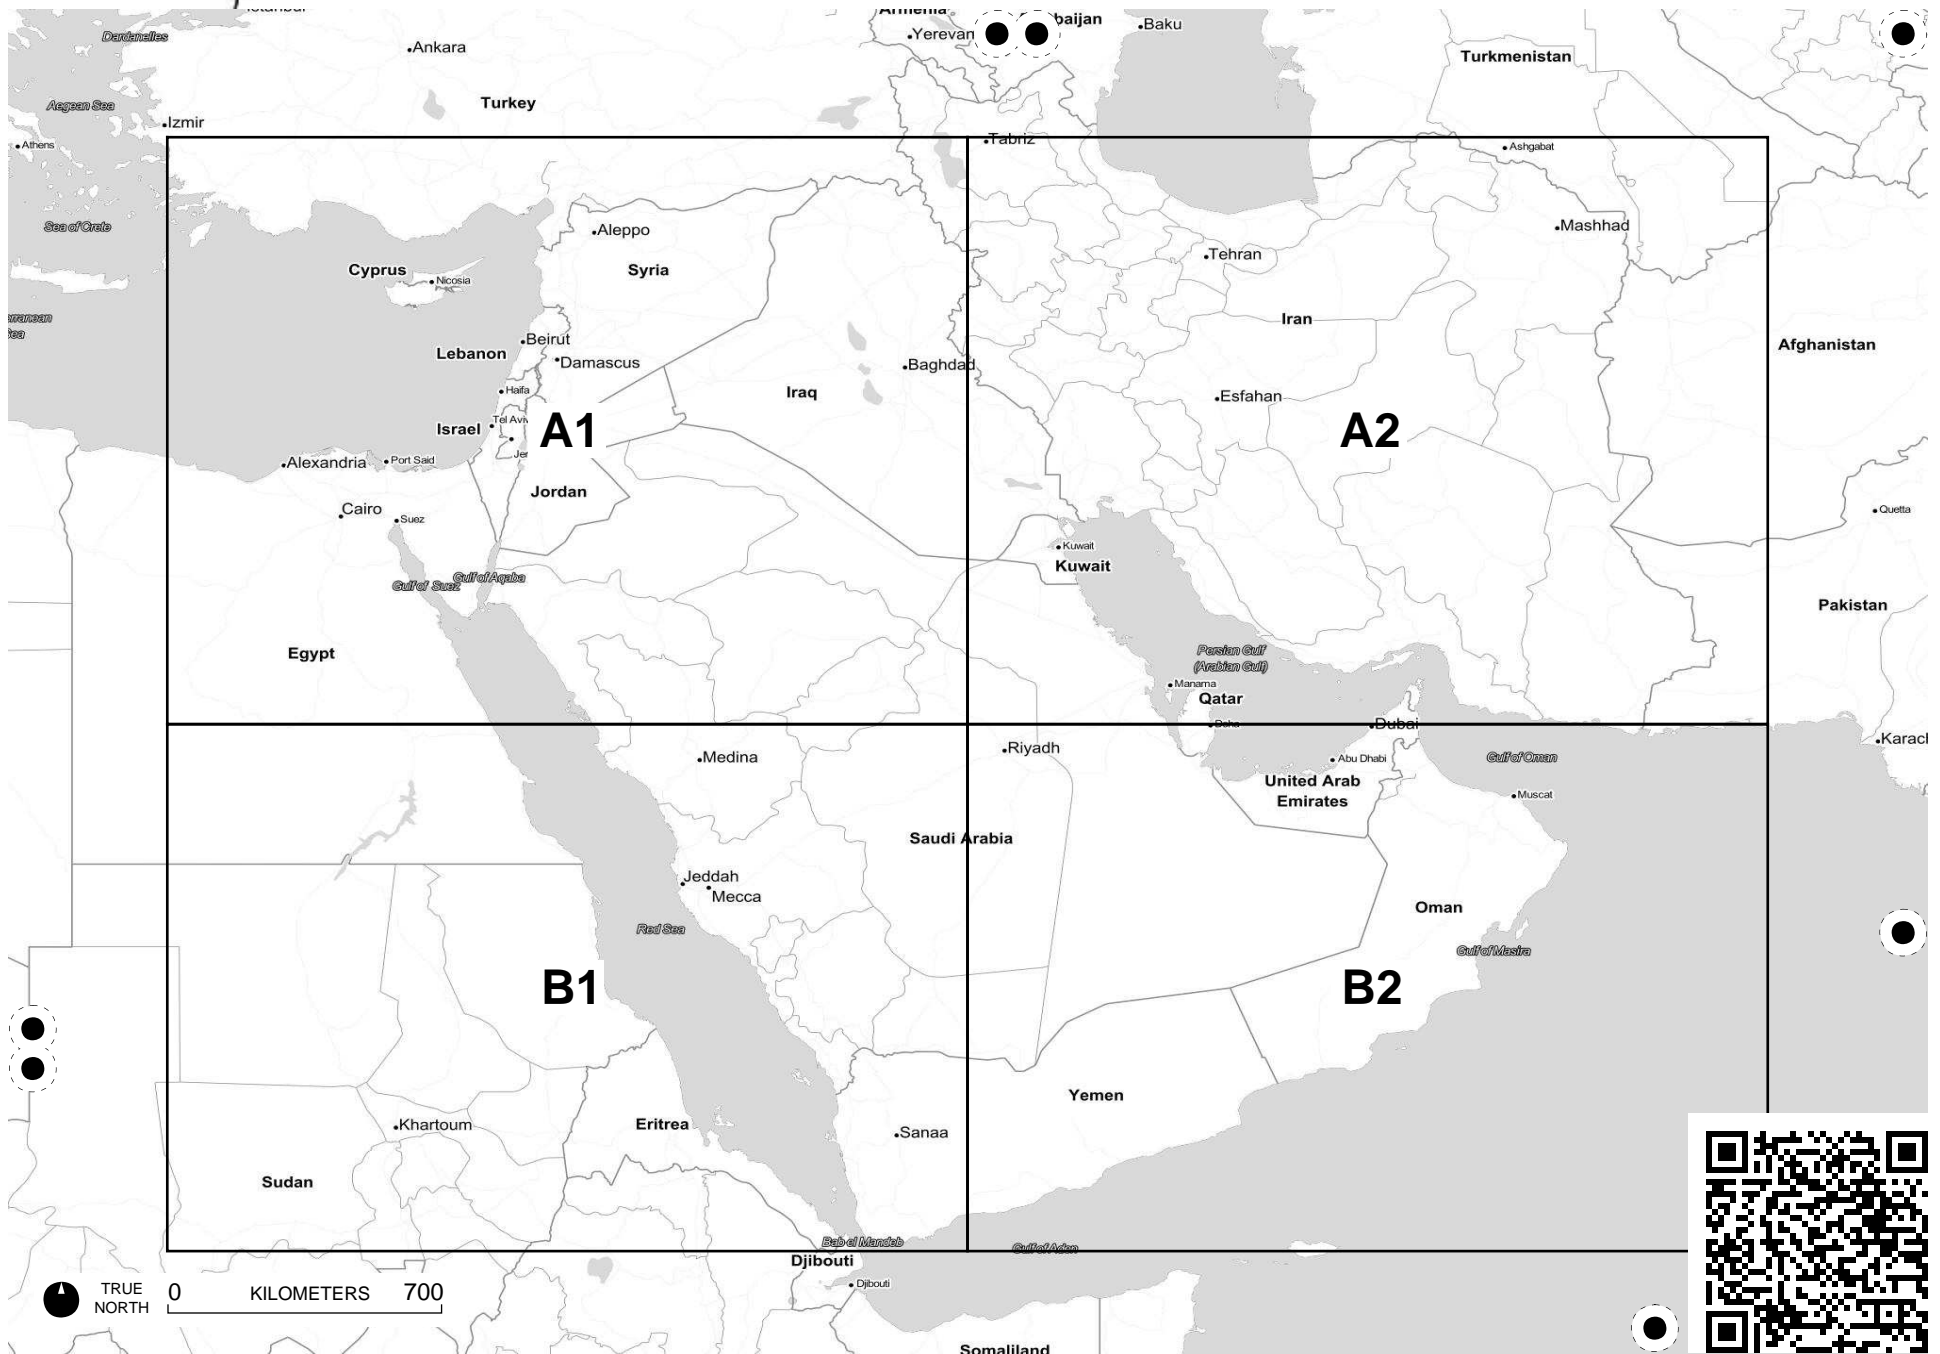 Dardanelles
Ankara
Yerevan
Baku
Turkmenistan
Aegean Sea
Turkey
Izmir
Athens
Tabriz
Ashgabat
Sea of Crete
Aleppo
Mashhad
Tehran
Cyprus
Nicosia
Syria
Iran
Beirut
Lebanon
Damascus
Afghanistan
Baghdad
Haifa
Iraq
Esfahan
Tel Aviv
Israel
A1
A2
Alexandria
Port Said
Jordan
Cairo
Suez
Quetta
Kuwait
Kuwait
Gulf of Suez
Gulf of Aqaba
Pakistan
Egypt
Persian Gulf
(Arabian Gulf)
Manama
Qatar
Doha
Dubai
Riyadh
Medina
Abu Dhabi
Gulf of Oman
United Arab
Emirates
Muscat
Saudi Arabia
Jeddah
Mecca
Oman
Red Sea
Gulf of Masira
B1
B2
Yemen
Khartoum
Eritrea
Sanaa
Sudan
Bab el Mandeb
Gulf of Aden
Djibouti
Djibouti
TRUE
NORTH
0 KILOMETERS 700
Somaliland